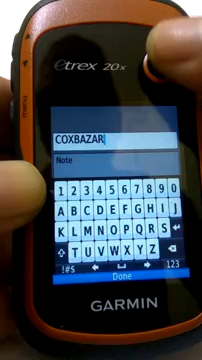 eTrex 20x
COXBAZAR
Note
1 2 3 4 5 6 7 8 9 0
A B C D E F G H I J
K L M N O P Q R S
T U V W X Y Z
!#$ 123
Done
GARMIN